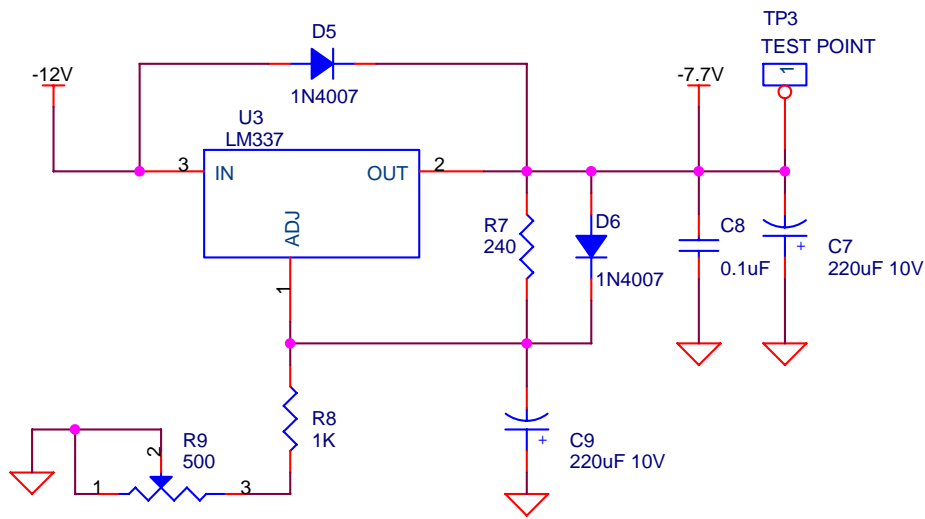 TP3
TEST POINT
1
D5
1N4007
-12V
-7.7V
U3
LM337
3
IN
OUT
2
ADJ
1
R7
240
D6
1N4007
C8
0.1uF
C7
220uF 10V
+
R8
1K
R9
500
2
1
3
C9
220uF 10V
+